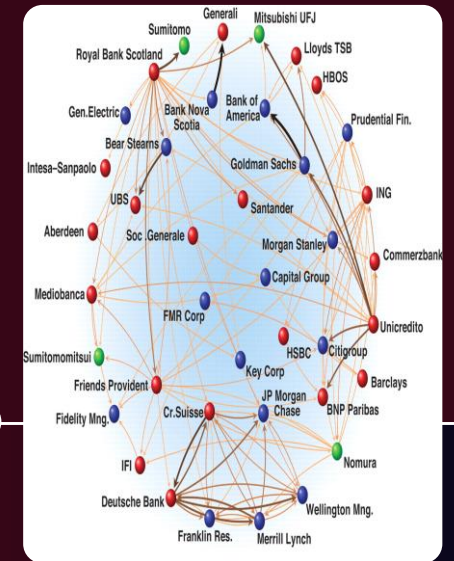 Generali
Sumitomo
Mitsubishi UFJ
Royal Bank Scotland
Lloyds TSB
HBOS
Gen.Electric
Bank Nova
Scotia
Bank of
America
Prudential Fin.
Bear Stearns
Goldman Sachs
Intesa–Sanpaolo
UBS
Santander
ING
Aberdeen
Soc .Generale
Morgan Stanley
Commerzbank
Capital Group
Mediobanca
FMR Corp
Unicredito
HSBC
Citigroup
Sumitomomitsui
Key Corp
Friends Provident
Barclays
JP Morgan
Chase
BNP Paribas
Cr.Suisse
Fidelity Mng.
IFI
Nomura
Deutsche Bank
Wellington Mng.
Franklin Res.
Merrill Lynch